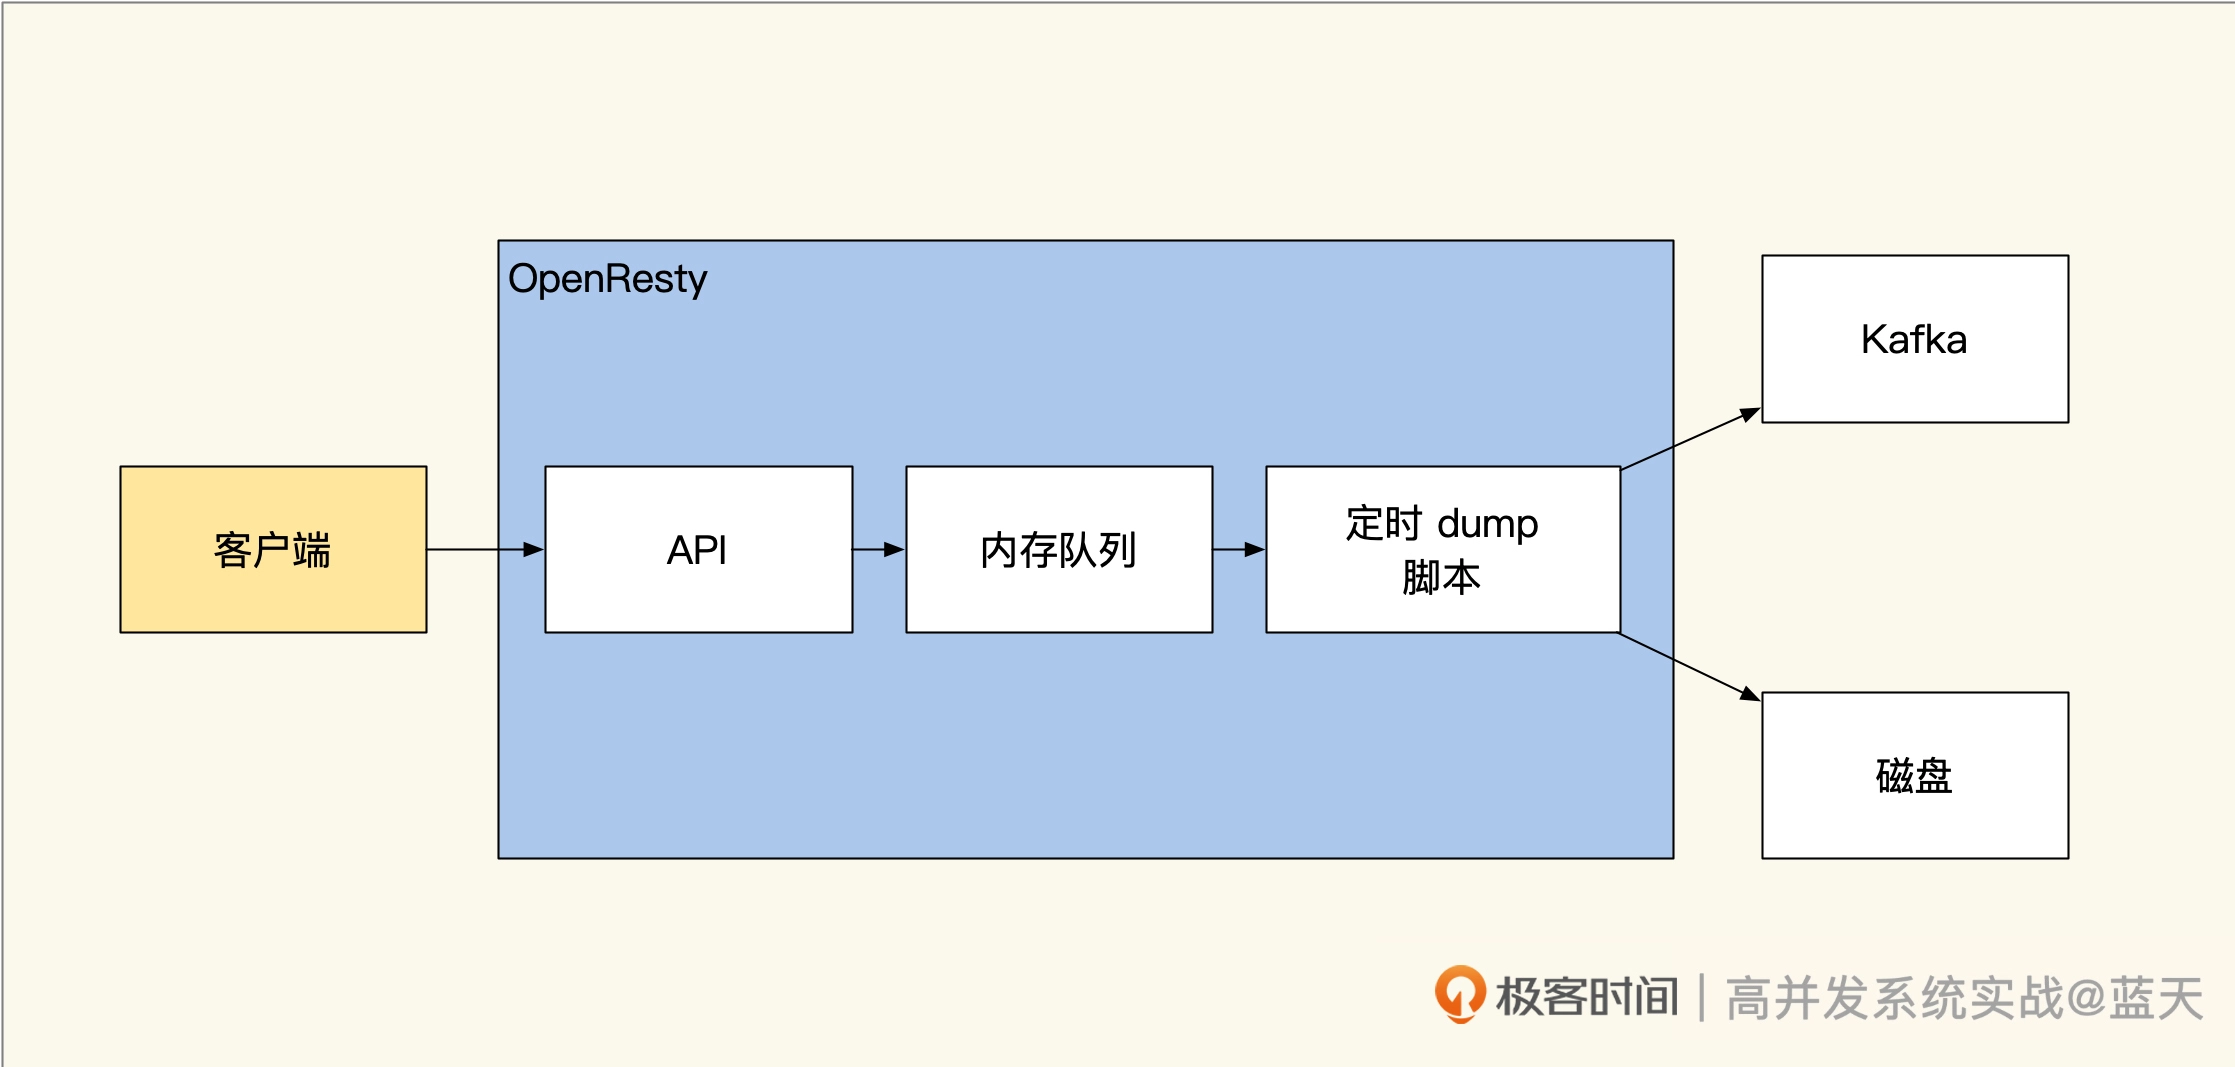 OpenResty
Kafka
客户端
API
内存队列
定时 dump
脚本
磁盘
极客时间 | 高并发系统实战@蓝天